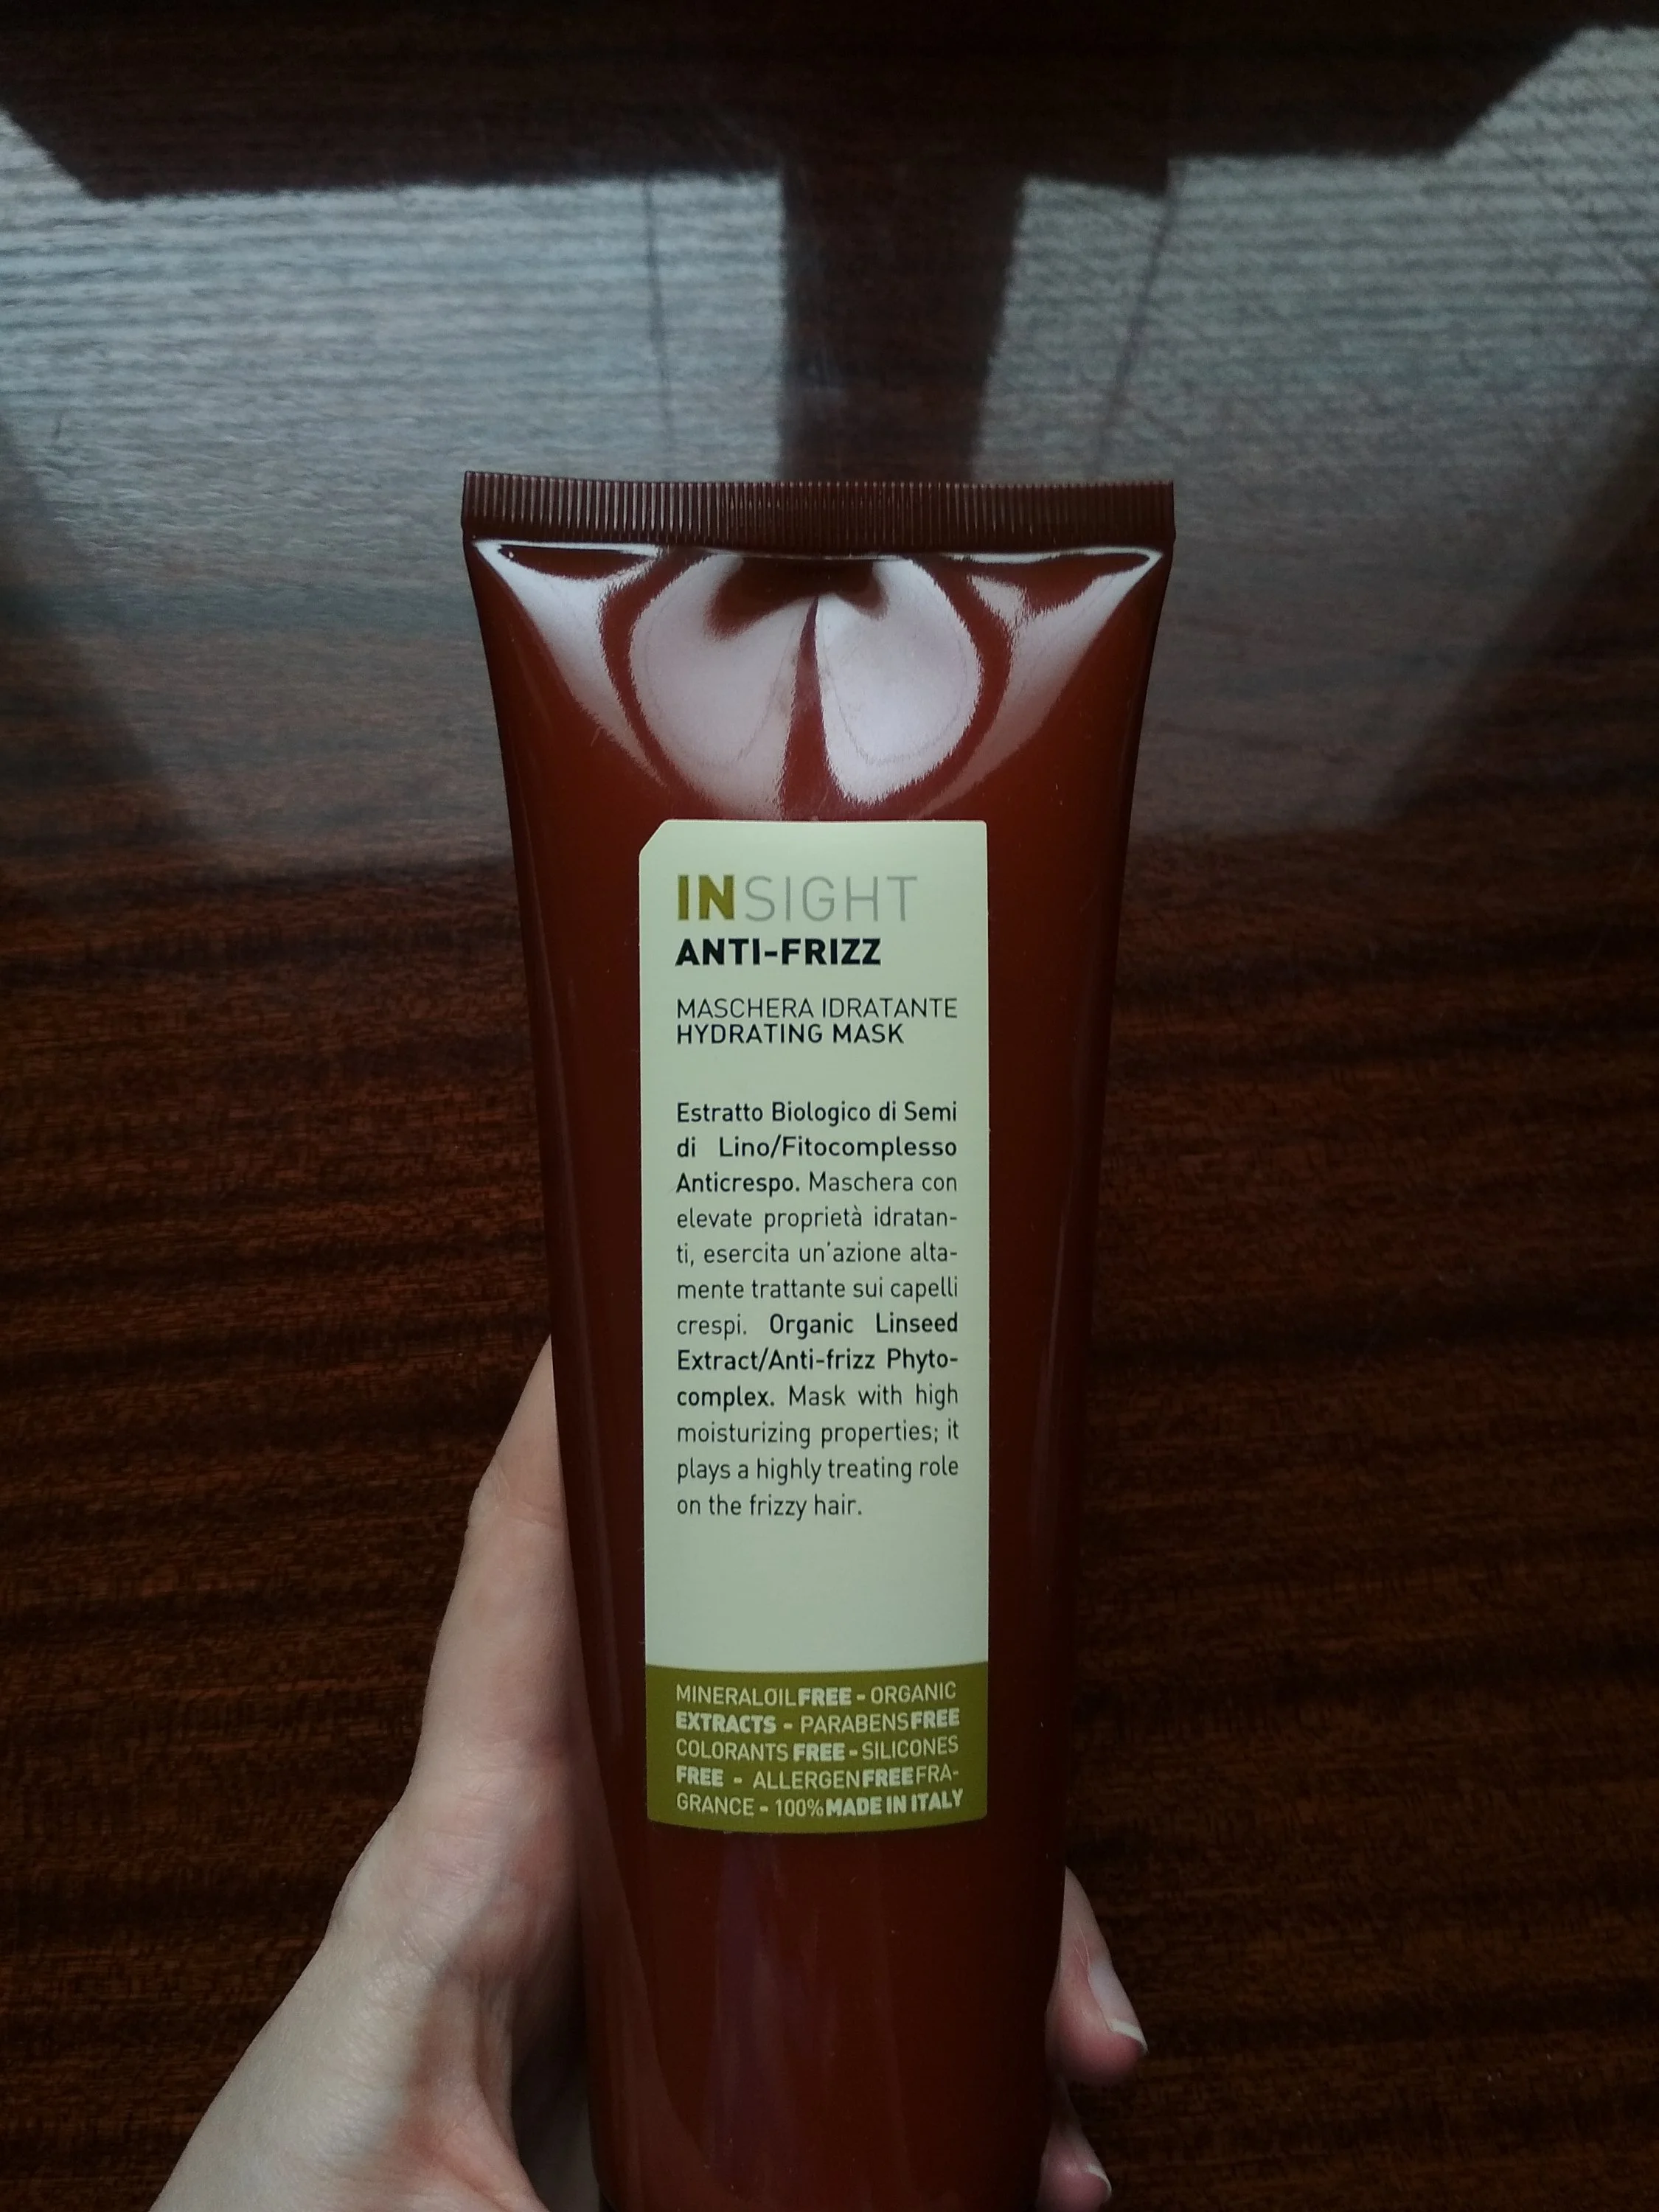 INSIGHT
ANTI-FRIZZ
MASCHERA IDRATANTE
HYDRATING MASK
Estratto Biologico di Semi
di Lino/Fitocomplesso
Anticrespo. Maschera con
elevate proprietà idratan-
ti, esercita un'azione alta-
mente trattante sui capelli
crespi. Organic Linseed
Extract/Anti-frizz Phyto-
complex. Mask with high
moisturizing properties; it
plays a highly treating role
on the frizzy hair.
MINERALOILFREE - ORGANIC
EXTRACTS - PARABENSFREE
COLORANTS FREE - SILICONES
FREE - ALLERGENFREEFRA-
GRANCE - 100%MADE IN ITALY